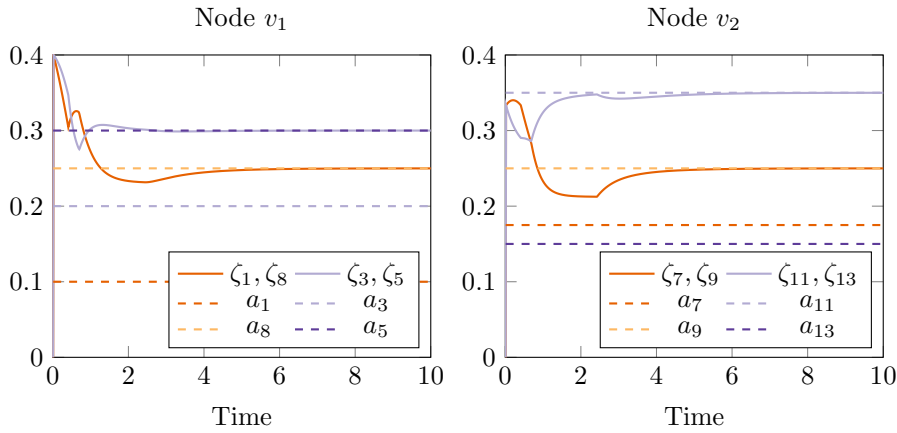 Node v₁
0.4
0.3
0.2
0.1
0
0 2 4 6 8 10
Time
ζ₁, ζ₈ ζ₃, ζ₅
a₁ a₃
a₈ a₅
Node v₂
0.4
0.3
0.2
0.1
0
0 2 4 6 8 10
Time
ζ₇, ζ₉ ζ₁₁, ζ₁₃
a₇ a₁₁
a₉ a₁₃